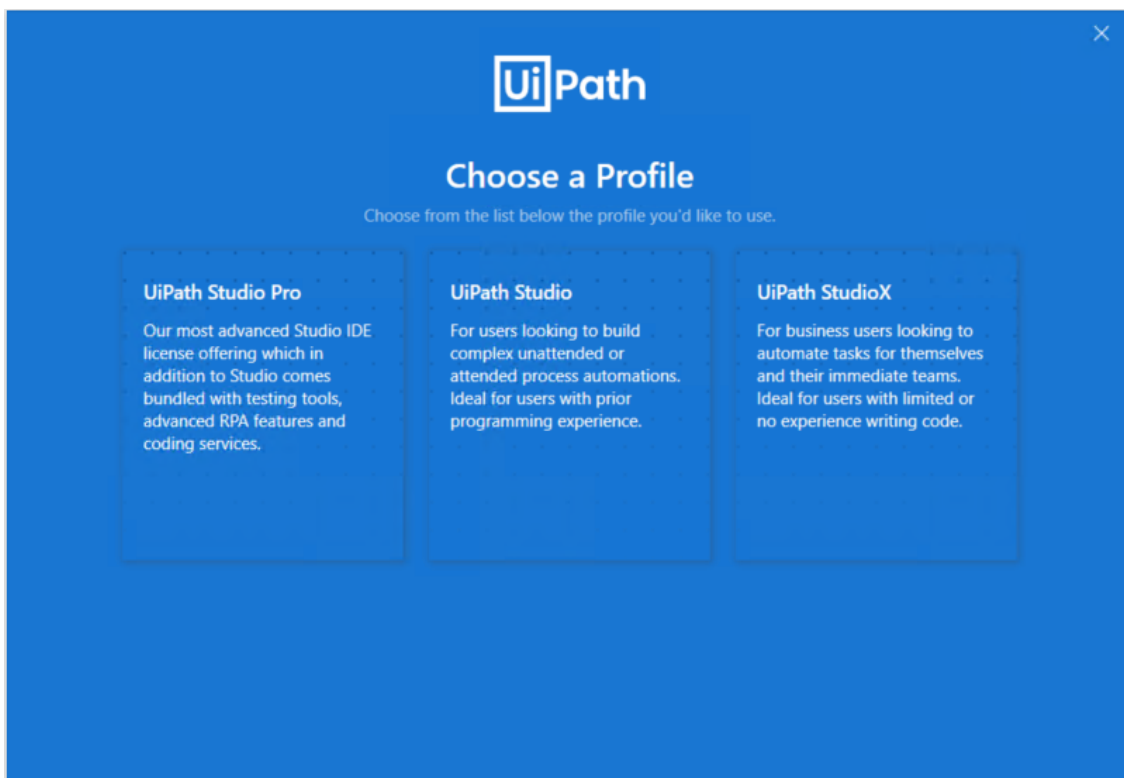 UiPath
Choose a Profile
Choose from the list below the profile you'd like to use.
UiPath Studio Pro
Our most advanced Studio IDE
license offering which in
addition to Studio comes
bundled with testing tools,
advanced RPA features and
coding services.
UiPath Studio
For users looking to build
complex unattended or
attended process automations.
Ideal for users with prior
programming experience.
UiPath StudioX
For business users looking to
automate tasks for themselves
and their immediate teams.
Ideal for users with limited or
no experience writing code.